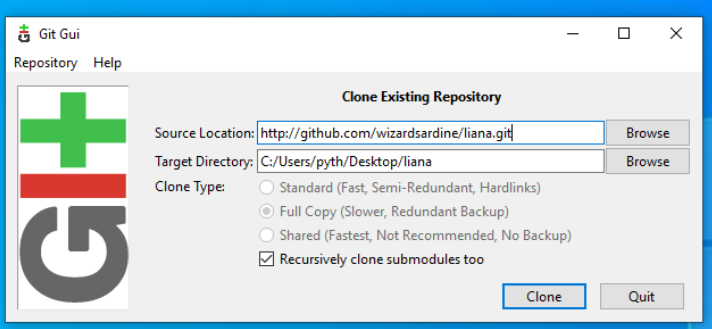 Git Gui
Repository Help
GIT
Clone Existing Repository
Source Location: http://github.com/wizardsardine/liana.git Browse
Target Directory: C:/Users/pyth/Desktop/liana Browse
Clone Type: Standard (Fast, Semi-Redundant, Hardlinks)
Full Copy (Slower, Redundant Backup)
Shared (Fastest, Not Recommended, No Backup)
Recursively clone submodules too
Clone Quit